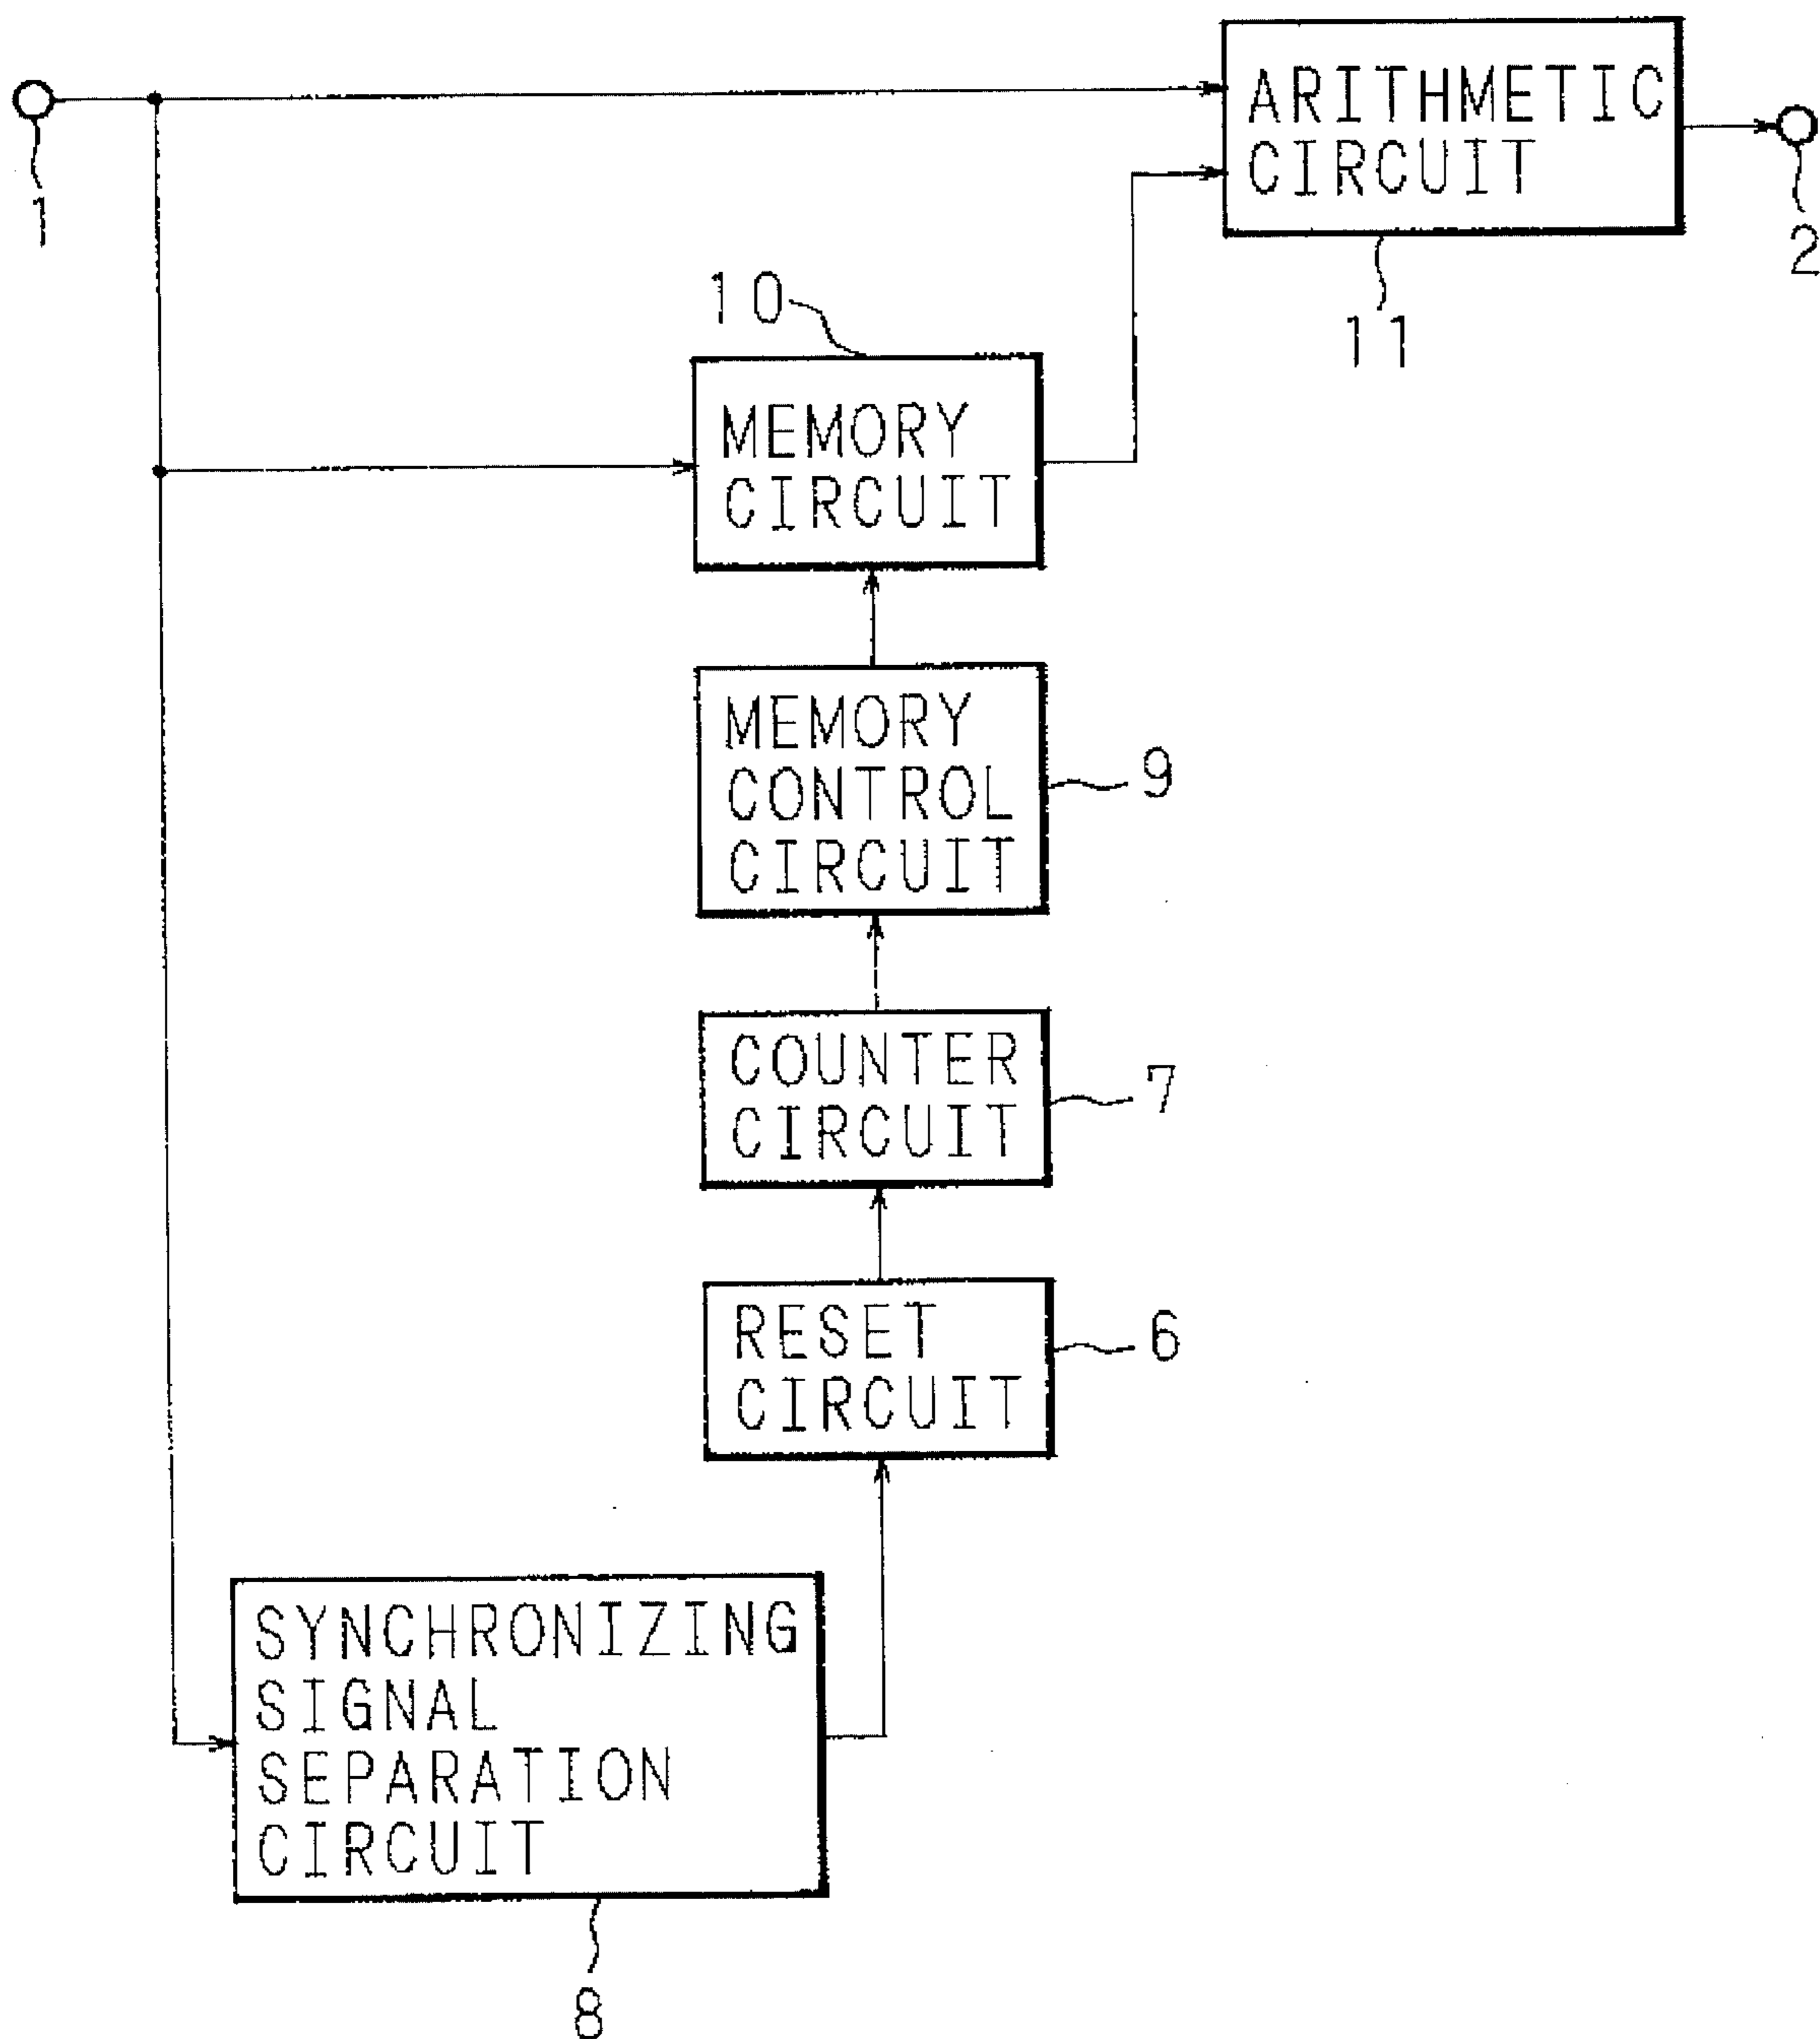 ARITHMETIC
CIRCUIT
1
2
11
10
MEMORY
CIRCUIT
MEMORY
CONTROL
CIRCUIT
9
COUNTER
CIRCUIT
7
RESET
CIRCUIT
6
SYNCHRONIZING
SIGNAL
SEPARATION
CIRCUIT
8